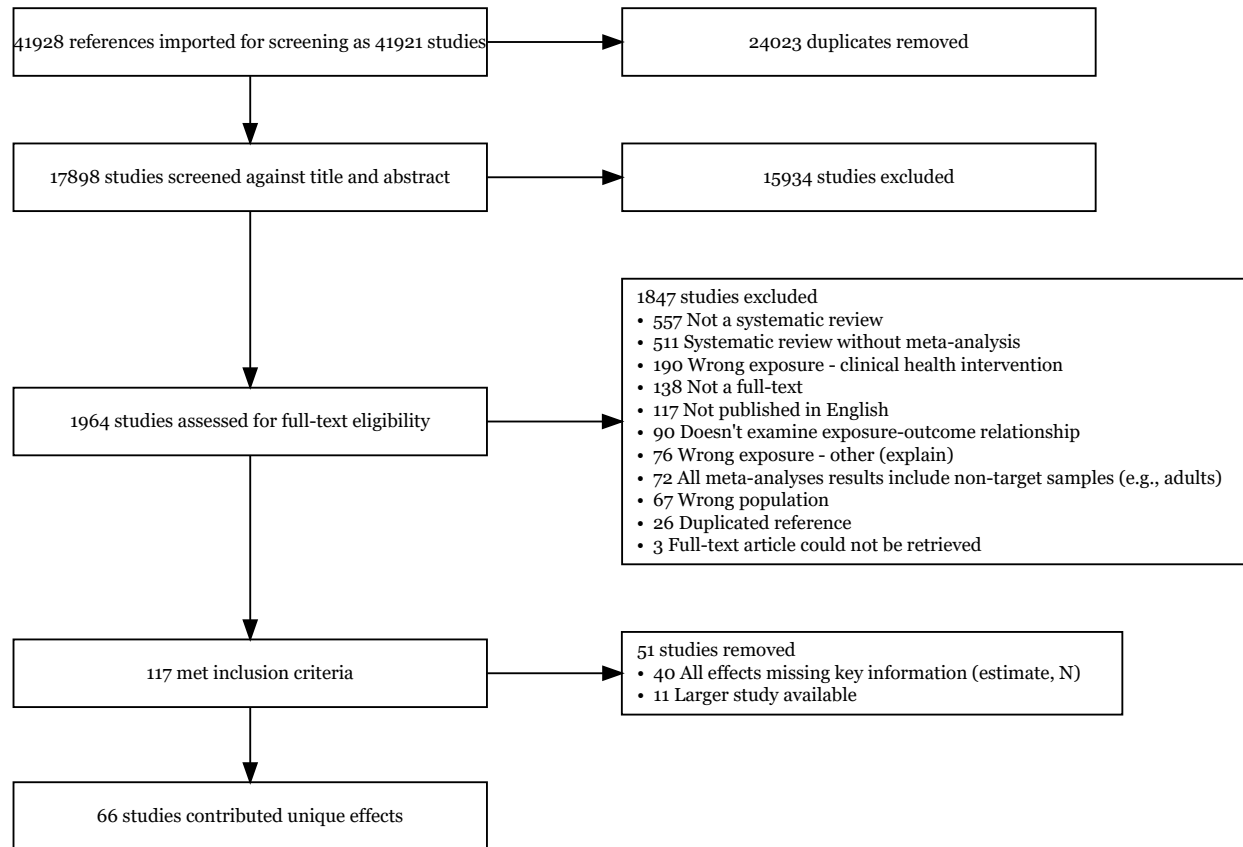 41928 references imported for screening as 41921 studies
24023 duplicates removed
17898 studies screened against title and abstract
15934 studies excluded
1964 studies assessed for full-text eligibility
1847 studies excluded
• 557 Not a systematic review
• 511 Systematic review without meta-analysis
• 190 Wrong exposure - clinical health intervention
• 138 Not a full-text
• 117 Not published in English
• 90 Doesn't examine exposure-outcome relationship
• 76 Wrong exposure - other (explain)
• 72 All meta-analyses results include non-target samples (e.g., adults)
• 67 Wrong population
• 26 Duplicated reference
• 3 Full-text article could not be retrieved
117 met inclusion criteria
51 studies removed
• 40 All effects missing key information (estimate, N)
• 11 Larger study available
66 studies contributed unique effects